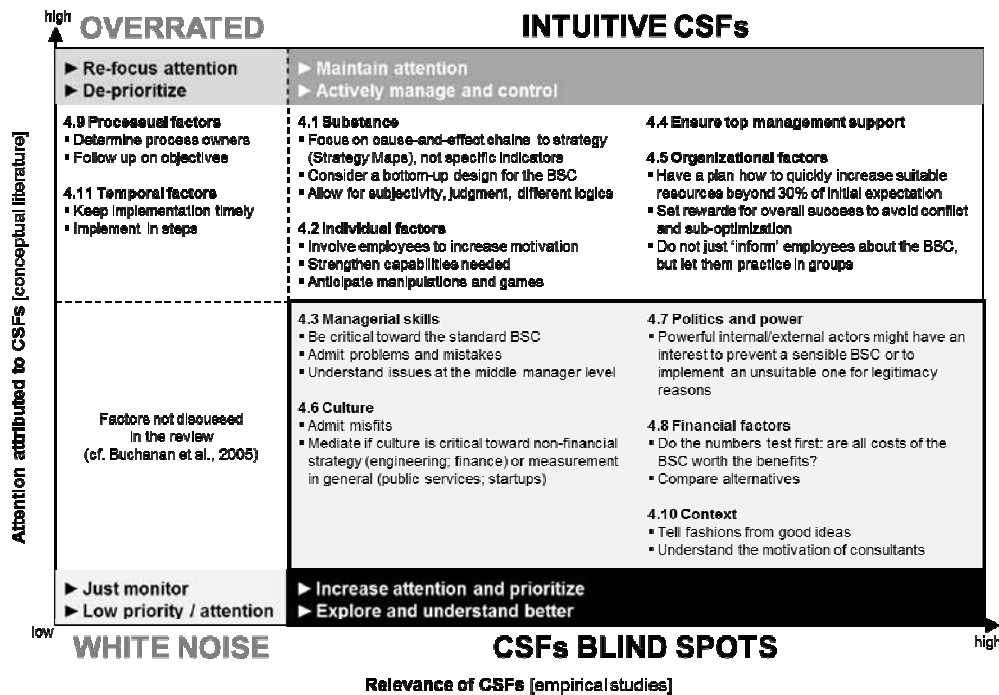 high
OVERRATED
INTUITIVE CSFs
► Re-focus attention
► De-prioritize
► Maintain attention
► Actively manage and control
4.9 Processual factors
▪ Determine process owners
▪ Follow up on objectives
4.11 Temporal factors
▪ Keep implementation timely
▪ Implement in steps
4.1 Substance
▪ Focus on cause-and-effect chains to strategy
(Strategy Maps), not specific indicators
▪ Consider a bottom-up design for the BSC
▪ Allow for subjectivity, judgment, different logics
4.2 Individual factors
▪ Involve employees to increase motivation
▪ Strengthen capabilities needed
▪ Anticipate manipulations and games
4.4 Ensure top management support
4.5 Organizational factors
▪ Have a plan how to quickly increase suitable
resources beyond 30% of initial expectation
▪ Set rewards for overall success to avoid conflict
and sub-optimization
▪ Do not just ‘inform’ employees about the BSC,
but let them practice in groups
Attention attributed to CSFs [conceptual literature]
Factors not discussed
in the review
(cf. Buchanan et al., 2005)
4.3 Managerial skills
▪ Be critical toward the standard BSC
▪ Admit problems and mistakes
▪ Understand issues at the middle manager level
4.6 Culture
▪ Admit misfits
▪ Mediate if culture is critical toward non-financial
strategy (engineering; finance) or measurement
in general (public services; startups)
4.7 Politics and power
▪ Powerful internal/external actors might have an
interest to prevent a sensible BSC or to
implement an unsuitable one for legitimacy
reasons
4.8 Financial factors
▪ Do the numbers test first: are all costs of the
BSC worth the benefits?
▪ Compare alternatives
4.10 Context
▪ Tell fashions from good ideas
▪ Understand the motivation of consultants
► Just monitor
► Low priority / attention
► Increase attention and prioritize
► Explore and understand better
low
WHITE NOISE
CSFs BLIND SPOTS
high
Relevance of CSFs [empirical studies]